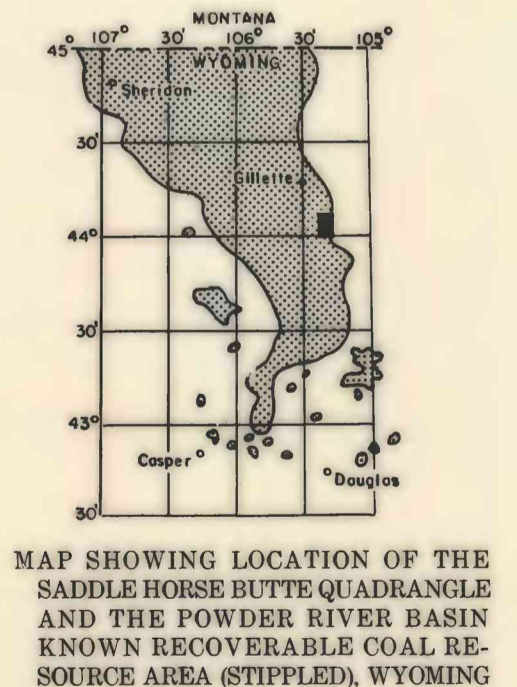 MONTANA
45° 107° 30' 106° 30' 105°
WYOMING
Sheridan
30'
Gillette
44°
30'
43°
Casper
Douglas
30'
MAP SHOWING LOCATION OF THE
SADDLE HORSE BUTTE QUADRANGLE
AND THE POWDER RIVER BASIN
KNOWN RECOVERABLE COAL RE-
SOURCE AREA (STIPPLED), WYOMING